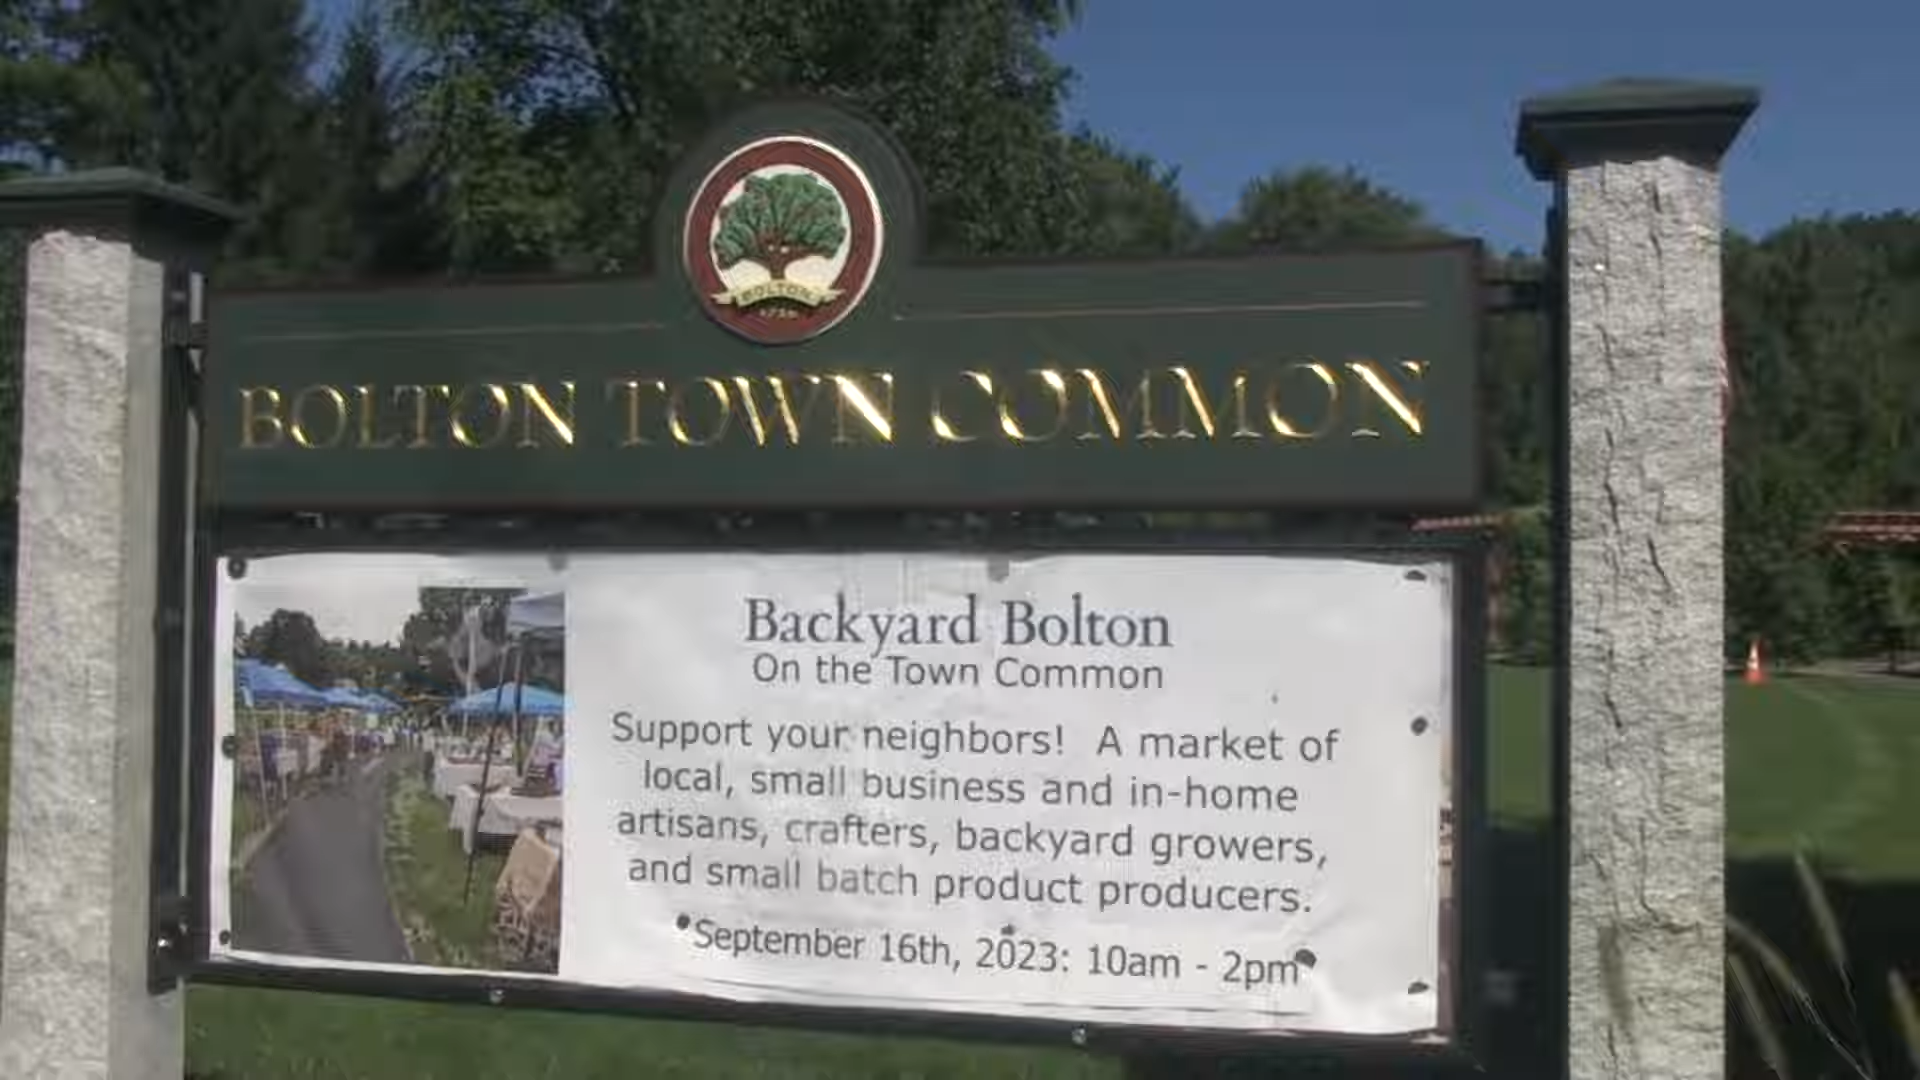 BOLTON
1738
BOLTON TOWN COMMON
Backyard Bolton
On the Town Common
Support your neighbors! A market of
local, small business and in-home
artisans, crafters, backyard growers,
and small batch product producers.
September 16th, 2023: 10am - 2pm